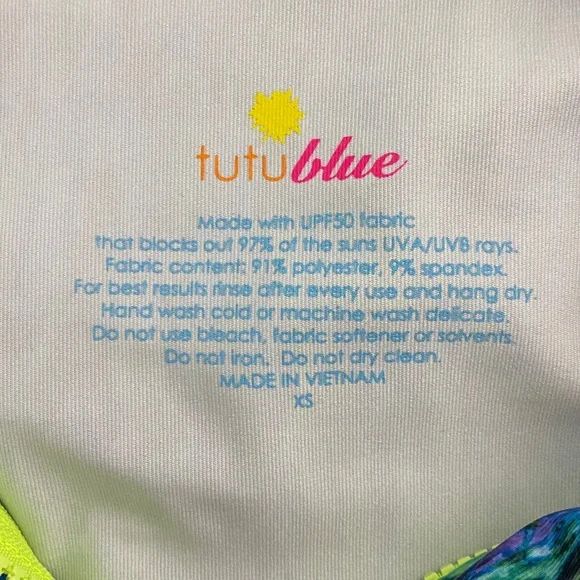 tutublue
Made with UPF50 fabric
that blocks out 97% of the suns UVA/UVB rays.
Fabric content: 91% polyester, 9% spandex.
For best results rinse after every use and hang dry.
Hand wash cold or machine wash delicate.
Do not use bleach, fabric softener or solvents.
Do not iron. Do not dry clean.
MADE IN VIETNAM
XS